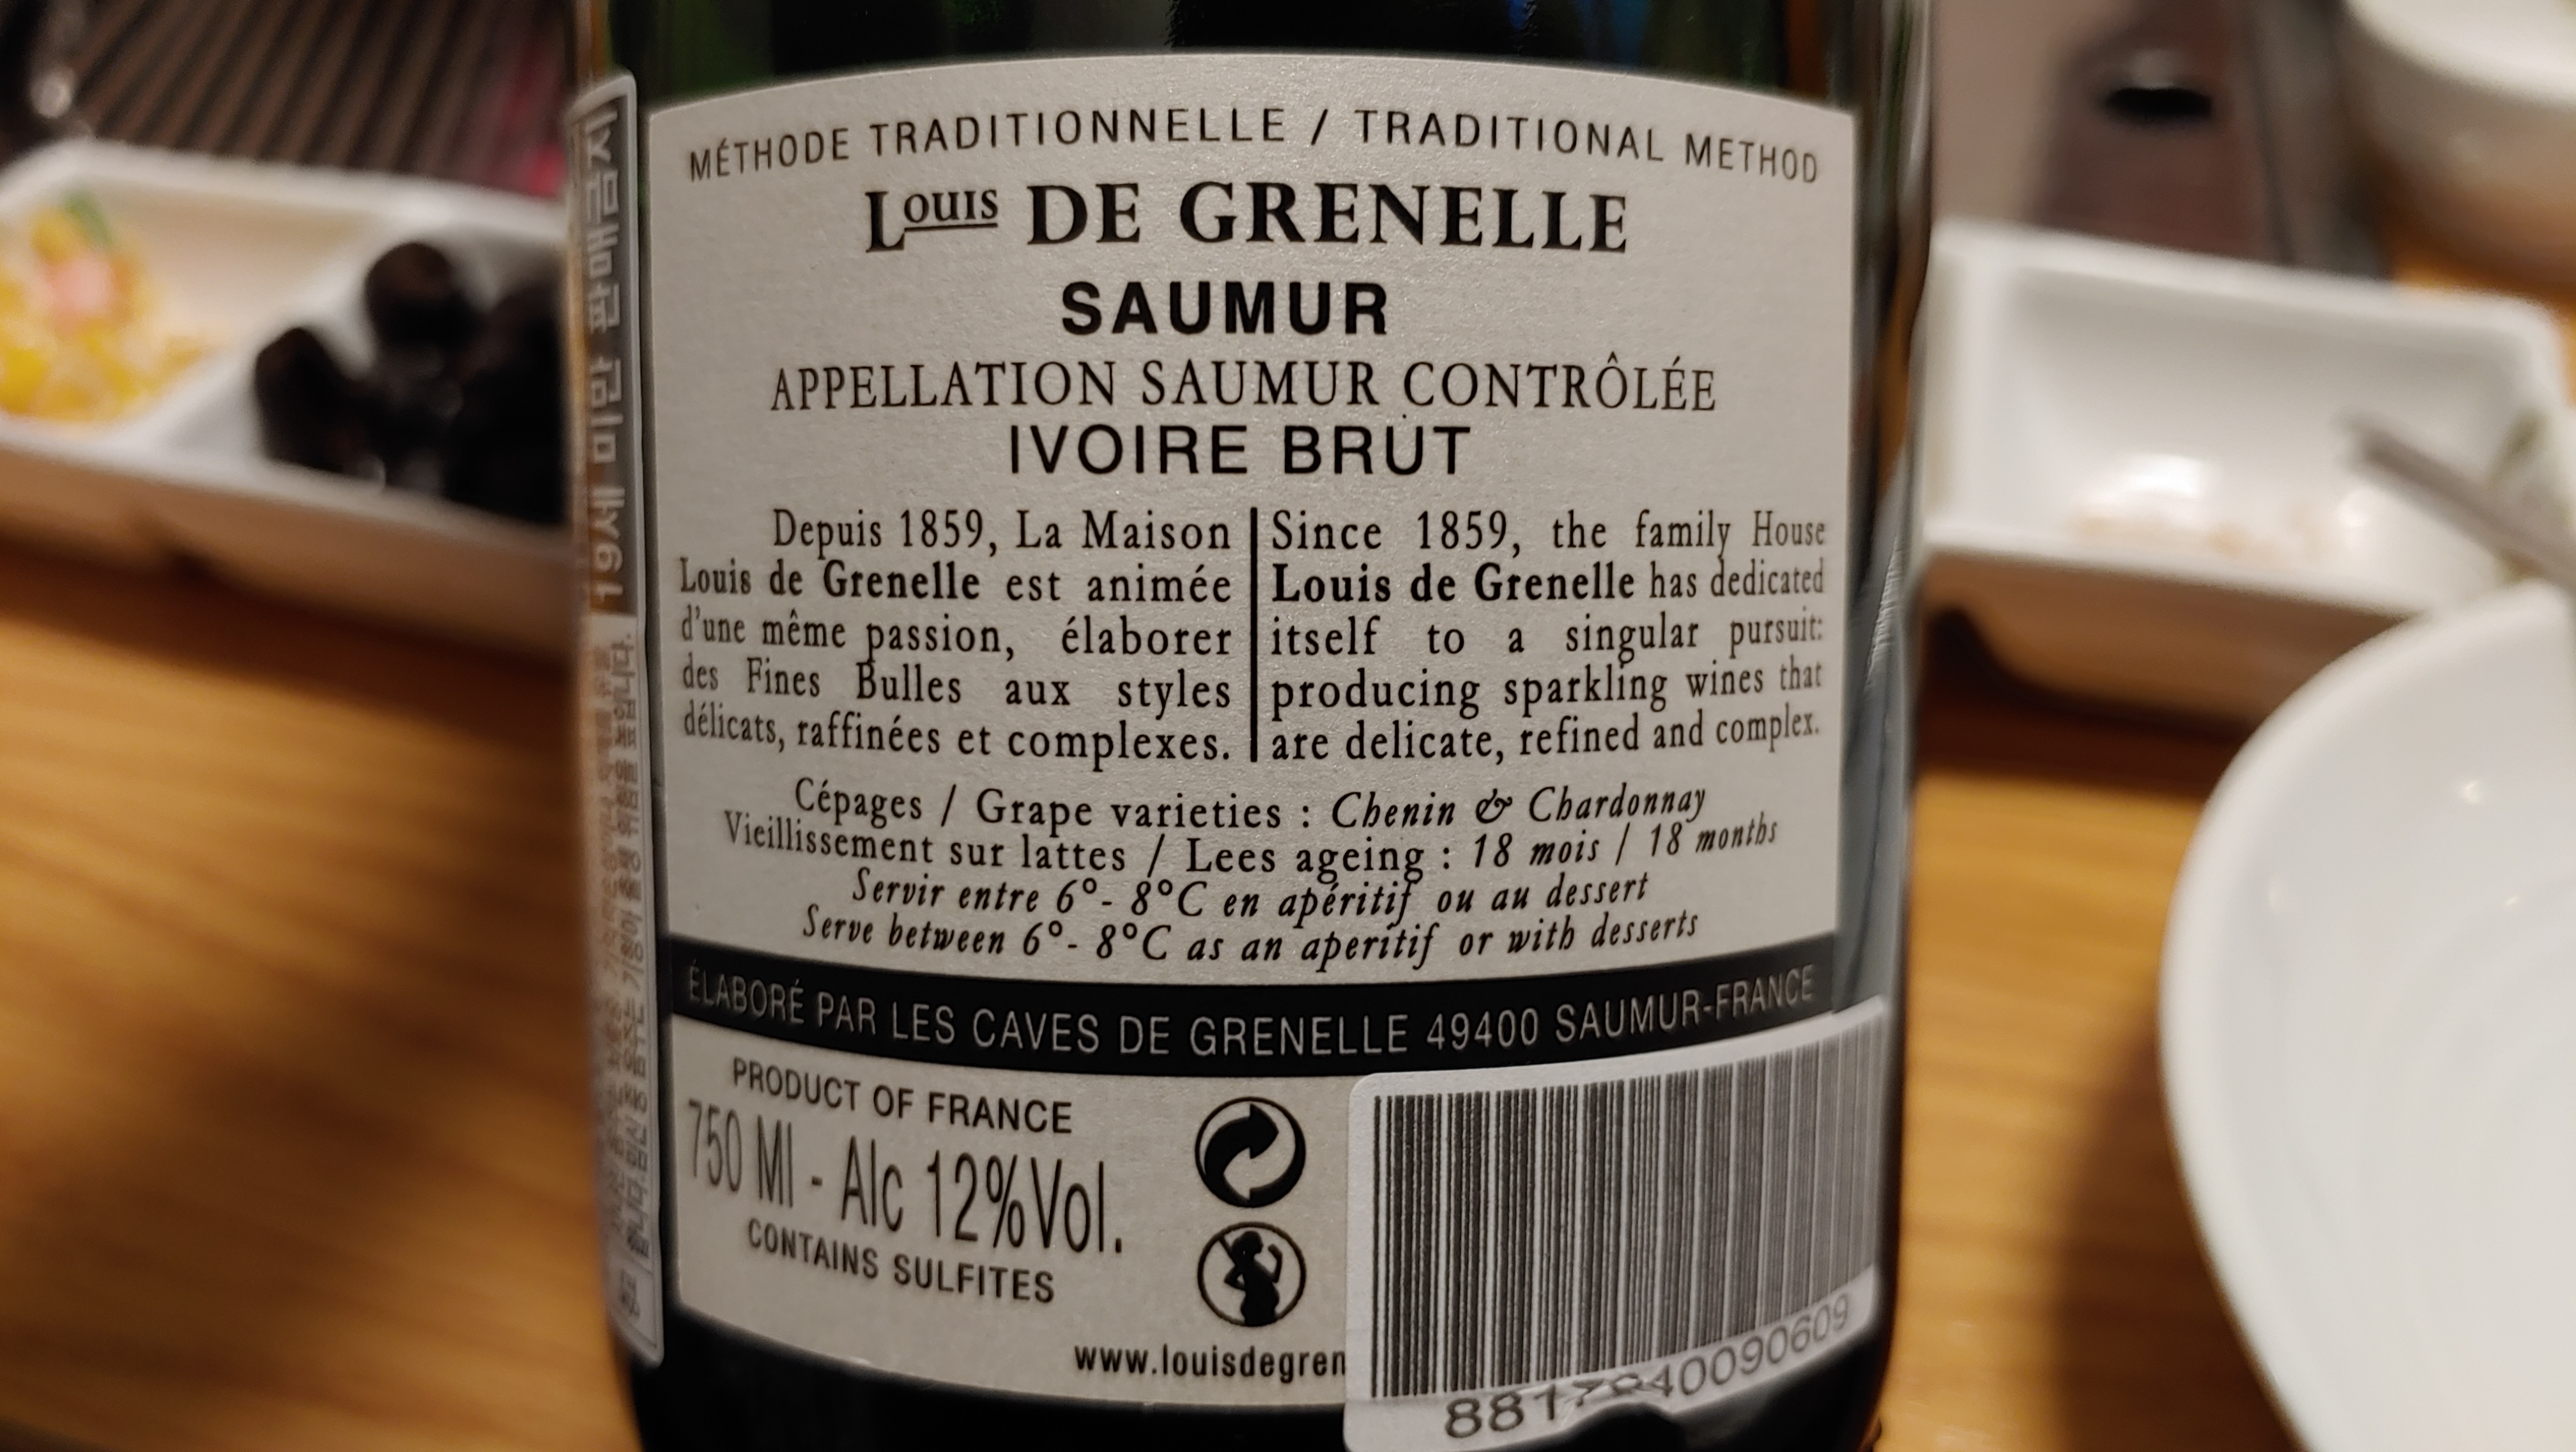 MÉTHODE TRADITIONNELLE / TRADITIONAL METHOD
Louis DE GRENELLE
SAUMUR
APPELLATION SAUMUR CONTRÔLÉE
IVOIRE BRUT
Depuis 1859, La Maison
Louis de Grenelle est animée
d'une même passion, élaborer
des Fines Bulles aux styles
délicats, raffinées et complexes.
Since 1859, the family House
Louis de Grenelle has dedicated
itself to a singular pursuit:
producing sparkling wines that
are delicate, refined and complex.
Cépages / Grape varieties : Chenin & Chardonnay
Vieillissement sur lattes / Lees ageing : 18 mois / 18 months
Servir entre 6°- 8°C en apéritif ou au dessert
Serve between 6°- 8°C as an aperitif or with desserts
ÉLABORÉ PAR LES CAVES DE GRENELLE 49400 SAUMUR-FRANCE
PRODUCT OF FRANCE
750 Ml - Alc 12%Vol.
CONTAINS SULFITES
www.louisdegren